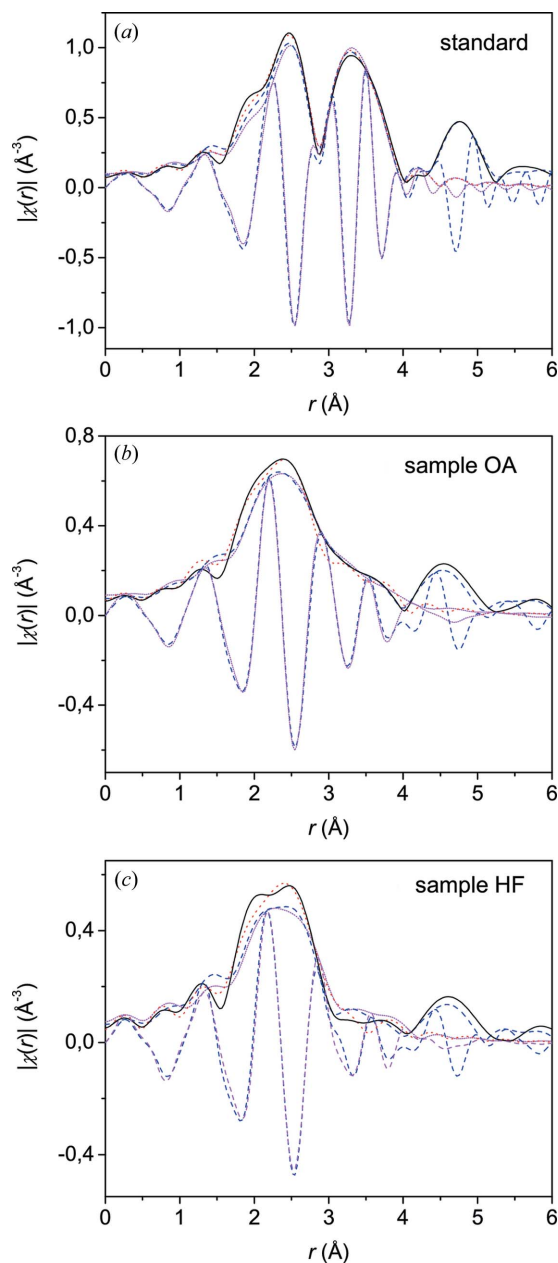 (a)
standard
1,0
0,5
0,0
-0,5
-1,0
|χ(r)| (Å⁻³)
0 1 2 3 4 5 6
r (Å)
(b)
sample OA
0,8
0,4
0,0
-0,4
|χ(r)| (Å⁻³)
0 1 2 3 4 5 6
r (Å)
(c)
sample HF
0,4
0,0
-0,4
|χ(r)| (Å⁻³)
0 1 2 3 4 5 6
r (Å)